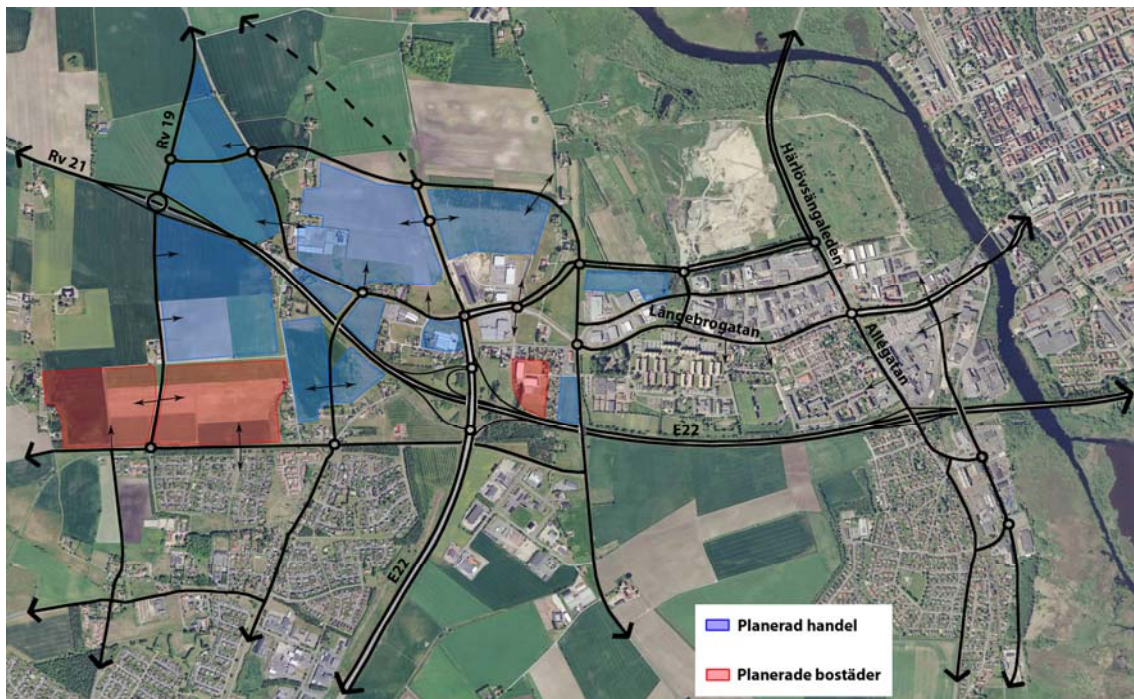 Rv 19
Rv 21
Härlövsängaleden
Långebrogatan
Allégatan
E22
E22
Planerad handel
Planerade bostäder